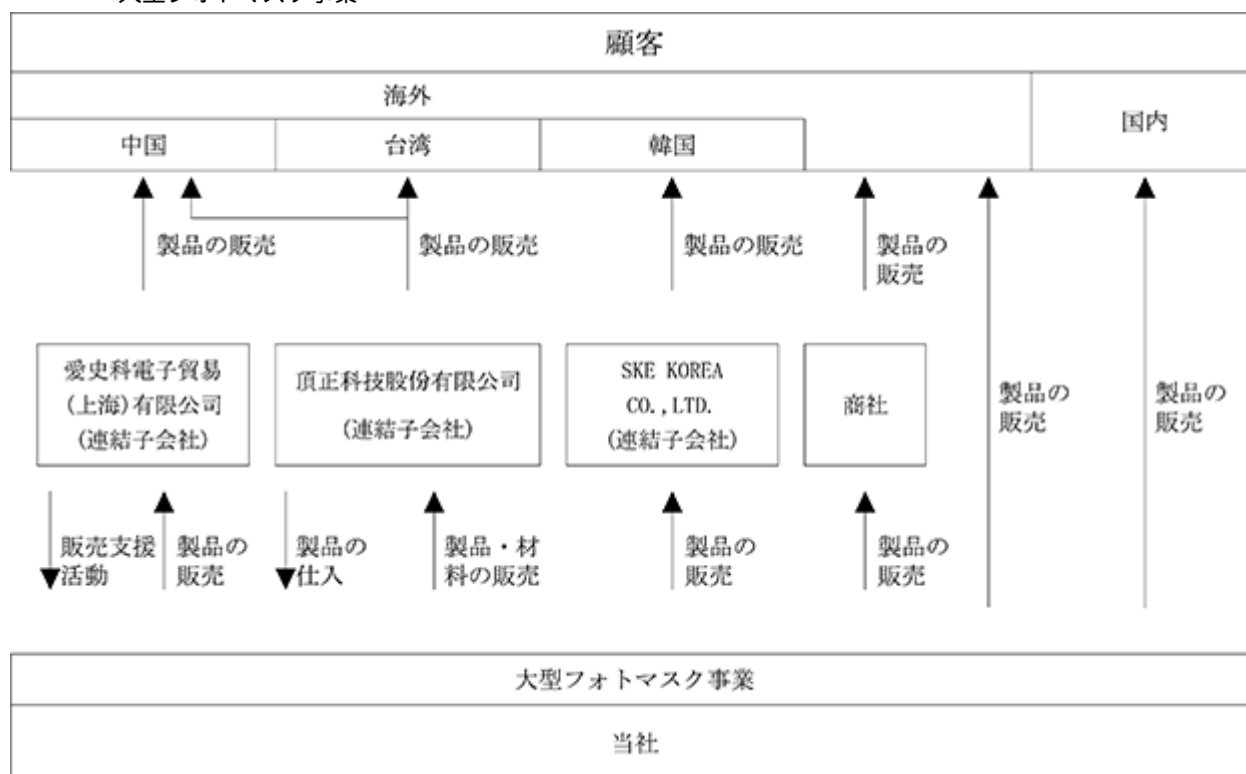 大型フォトマスク事業
顧客
海外
国内
中国
台湾
韓国
製品の販売
製品の販売
製品の販売
製品の
販売
愛史科電子貿易
(上海)有限公司
(連結子会社)
頂正科技股份有限公司
(連結子会社)
SKE KOREA
CO.,LTD.
(連結子会社)
商社
製品の
販売
製品の
販売
販売支援
活動
製品の
販売
製品の
仕入
製品・材
料の販売
製品の
販売
製品の
販売
大型フォトマスク事業
当社